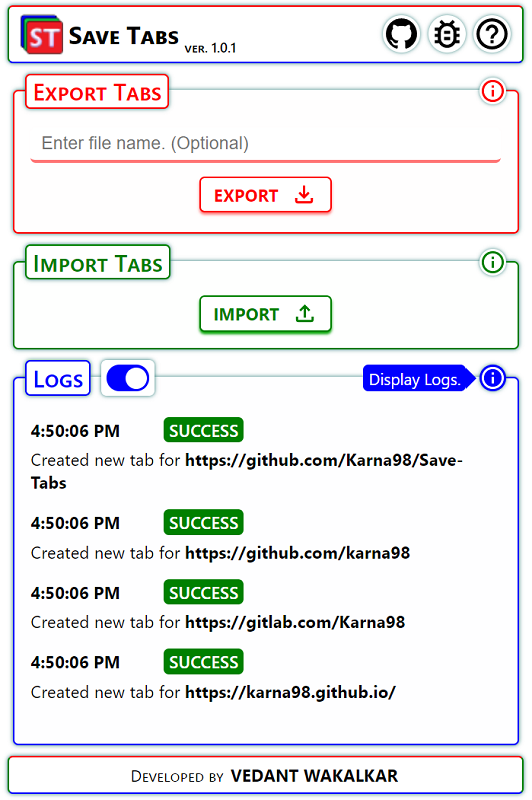 ST Save Tabs ver. 1.0.1
Export Tabs
Enter file name. (Optional)
EXPORT
Import Tabs
IMPORT
Logs Display Logs.
4:50:06 PM SUCCESS
Created new tab for https://github.com/Karna98/Save-
Tabs
4:50:06 PM SUCCESS
Created new tab for https://github.com/karna98
4:50:06 PM SUCCESS
Created new tab for https://gitlab.com/Karna98
4:50:06 PM SUCCESS
Created new tab for https://karna98.github.io/
Developed by VEDANT WAKALKAR